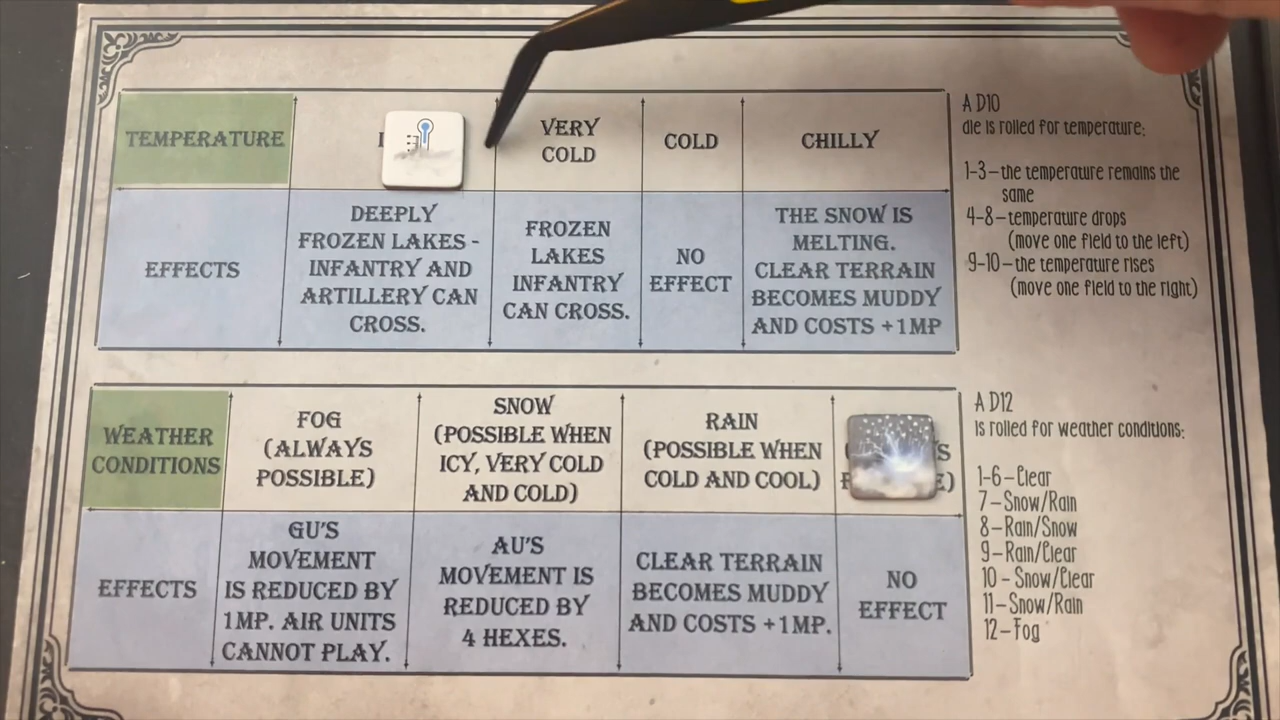 TEMPERATURE
VERY
COLD
COLD
CHILLY
EFFECTS
DEEPLY
FROZEN LAKES -
INFANTRY AND
ARTILLERY CAN
CROSS.
FROZEN
LAKES
INFANTRY
CAN CROSS.
NO
EFFECT
THE SNOW IS
MELTING.
CLEAR TERRAIN
BECOMES MUDDY
AND COSTS +1MP
A D10
die is rolled for temperature:
1-3-the temperature remains the
same
4-8-temperature drops
(move one field to the left)
9-10-the temperature rises
(move one field to the right)
WEATHER
CONDITIONS
FOG
(ALWAYS
POSSIBLE)
SNOW
(POSSIBLE WHEN
ICY, VERY COLD
AND COLD)
RAIN
(POSSIBLE WHEN
COLD AND COOL)
EFFECTS
GU'S
MOVEMENT
IS REDUCED BY
1MP. AIR UNITS
CANNOT PLAY.
AU'S
MOVEMENT IS
REDUCED BY
4 HEXES.
CLEAR TERRAIN
BECOMES MUDDY
AND COSTS +1MP.
NO
EFFECT
A D12
is rolled for weather conditions:
1-6-Clear
7-Snow/Rain
8-Rain/Snow
9-Rain/Clear
10 - Snow/Clear
11-Snow/Rain
12-Fog